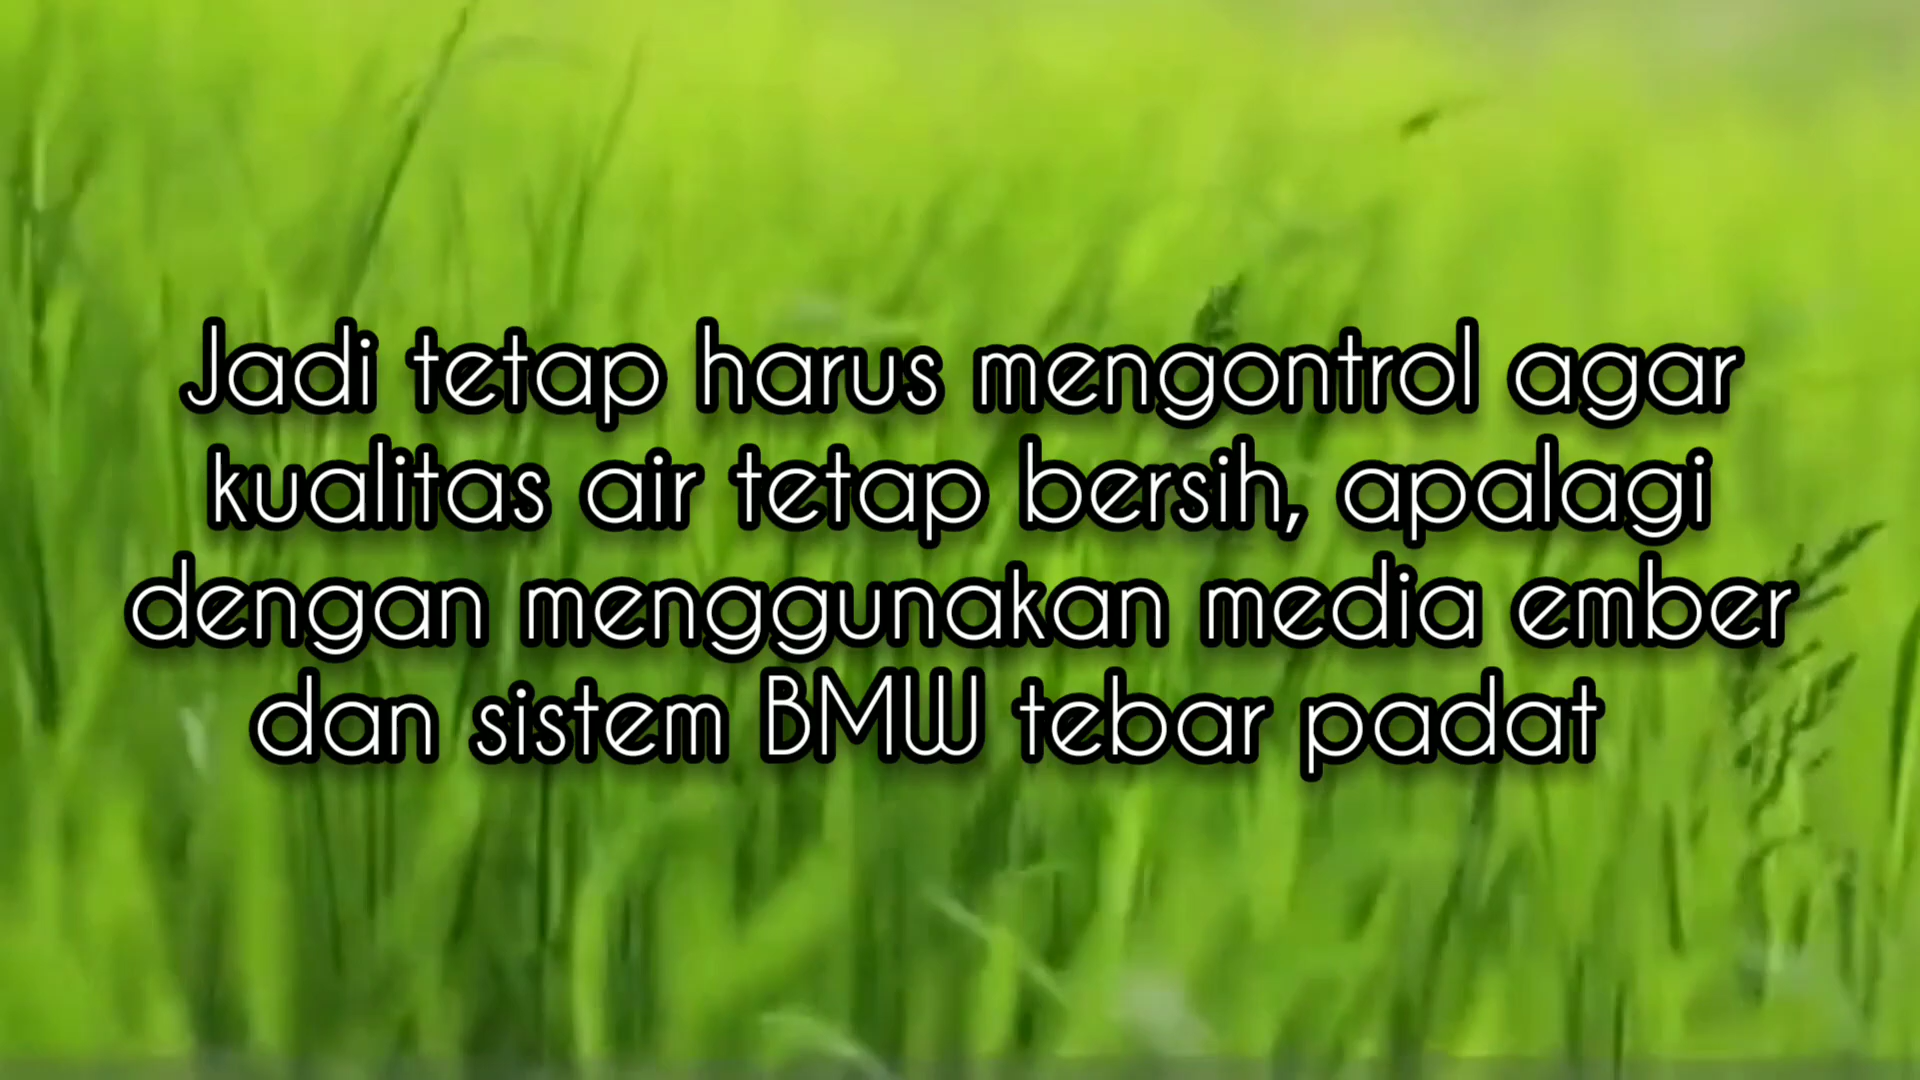 Jadi tetap harus mengontrol agar
kualitas air tetap bersih, apalagi
dengan menggunakan media ember
dan sistem BMW tebar padat